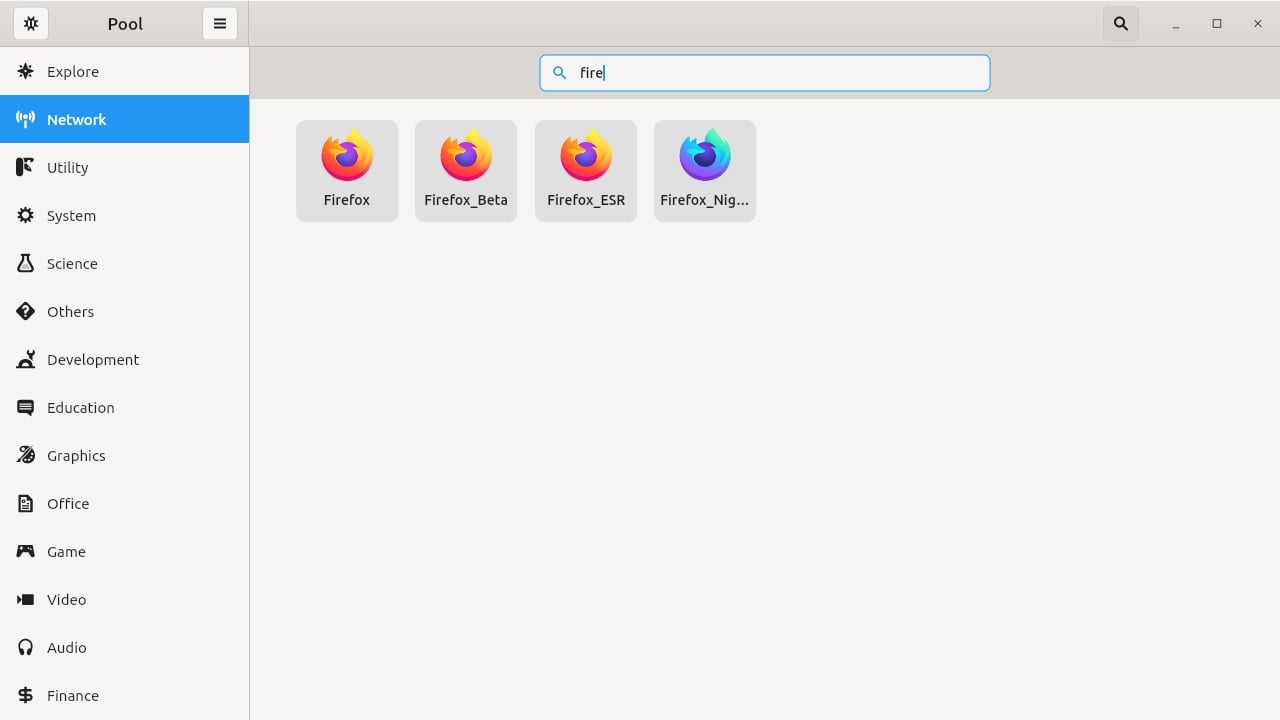 Pool
Explore
Network
Utility
System
Science
Others
Development
Education
Graphics
Office
Game
Video
Audio
Finance
fire
Firefox
Firefox_Beta
Firefox_ESR
Firefox_Nig...